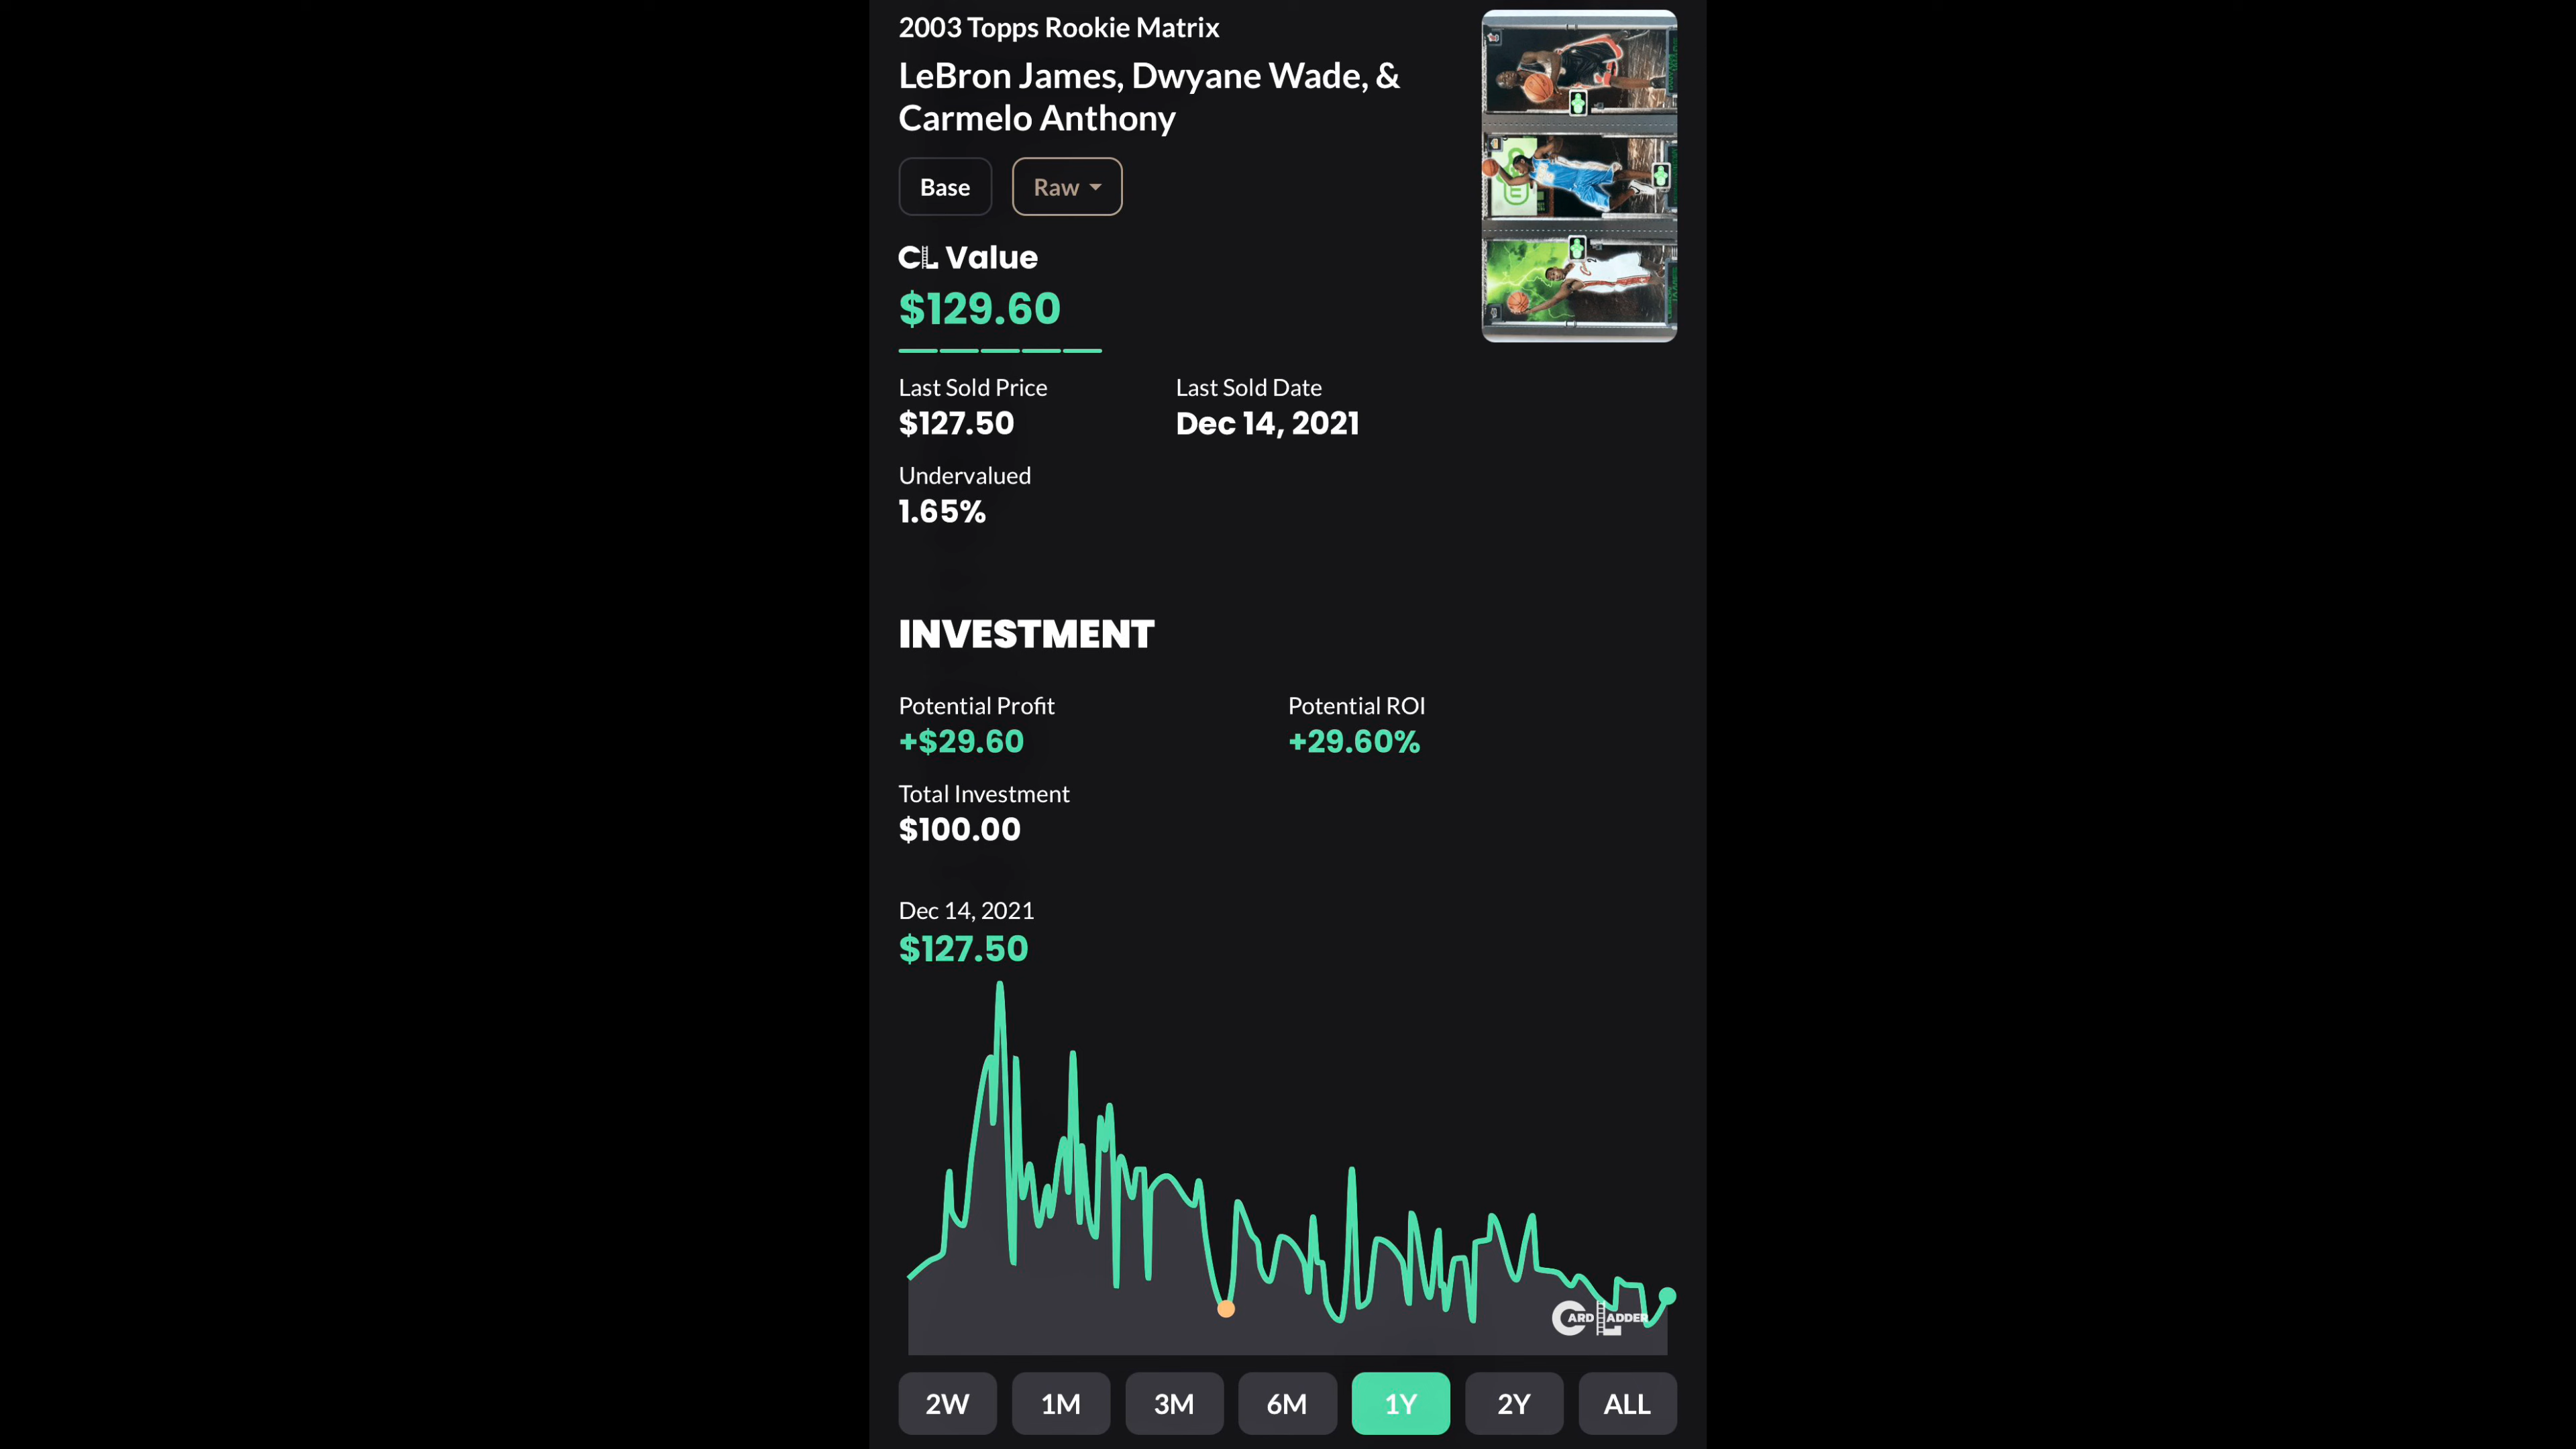 2003 Topps Rookie Matrix
LeBron James, Dwyane Wade, &
Carmelo Anthony
Base
Raw
CL Value
$129.60
Last Sold Price
Last Sold Date
$127.50
Dec 14, 2021
Undervalued
1.65%
INVESTMENT
Potential Profit
Potential ROI
+$29.60
+29.60%
Total Investment
$100.00
Dec 14, 2021
$127.50
CARD LADDER
2W
1M
3M
6M
1Y
2Y
ALL